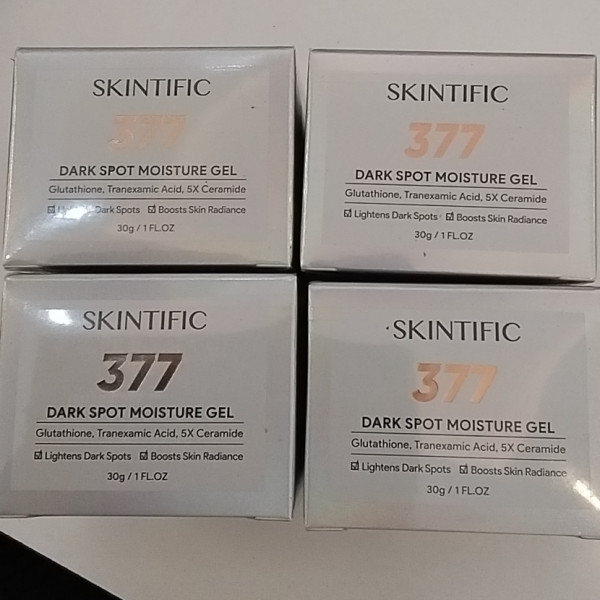 SKINTIFIC
377
DARK SPOT MOISTURE GEL
Glutathione, Tranexamic Acid, 5X Ceramide
☑ Dark Spots ☑ Boosts Skin Radiance
30g / 1 FL.OZ
SKINTIFIC
377
DARK SPOT MOISTURE GEL
Glutathione, Tranexamic Acid, 5X Ceramide
☑ Lightens Dark Spots ☑ Boosts Skin Radiance
30g / 1 FL.OZ
SKINTIFIC
377
DARK SPOT MOISTURE GEL
Glutathione, Tranexamic Acid, 5X Ceramide
☑ Lightens Dark Spots ☑ Boosts Skin Radiance
30g / 1 FL.OZ
SKINTIFIC
377
DARK SPOT MOISTURE GEL
Glutathione, Tranexamic Acid, 5X Ceramide
☑ Lightens Dark Spots ☑ Boosts Skin Radiance
30g / 1 FL.OZ